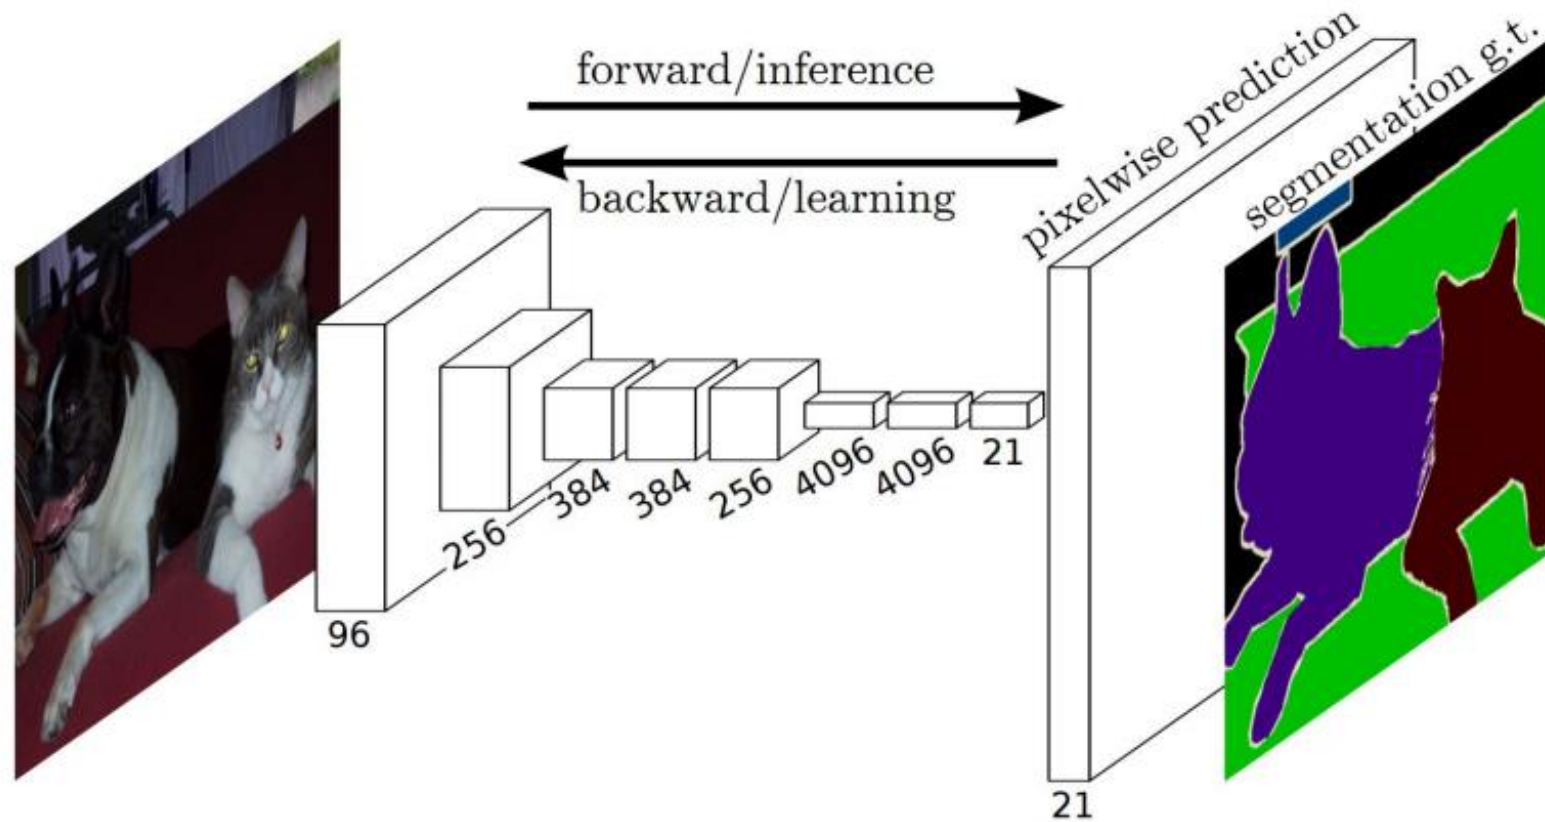 forward/inference
backward/learning
pixelwise prediction
segmentation g.t.
96
256
384
384
256
4096
4096
21
21